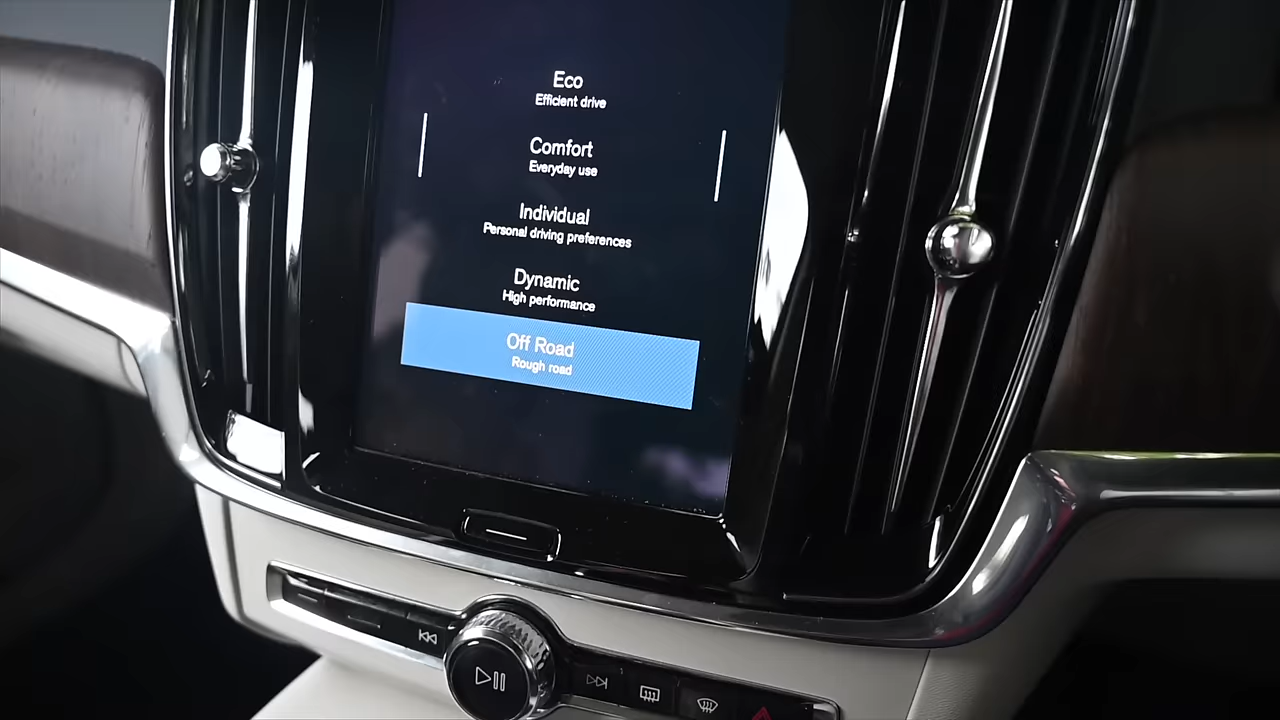 Eco
Efficient drive
Comfort
Everyday use
Individual
Personal driving preferences
Dynamic
High performance
Off Road
Rough road